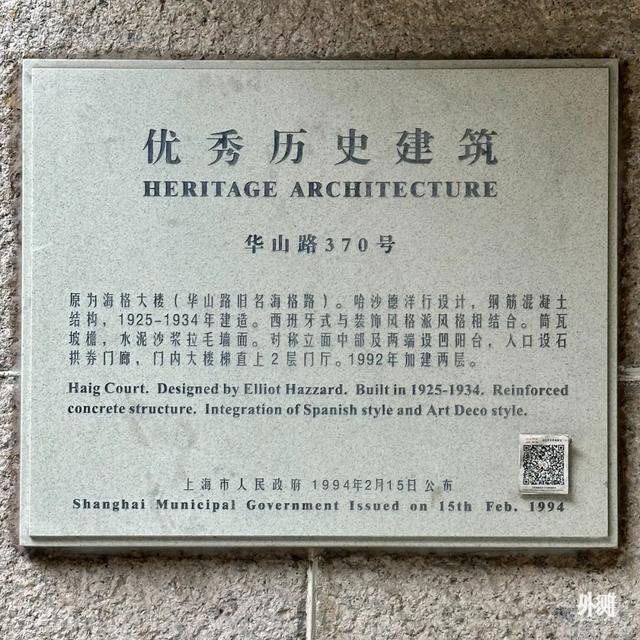 优秀历史建筑
HERITAGE ARCHITECTURE
华山路370号
原为海格大楼（华山路旧名海格路）。哈沙德洋行设计，钢筋混凝土
结构，1925-1934年建造。西班牙式与装饰风格派风格相结合。筒瓦
坡檐，水泥沙浆拉毛墙面。对称立面中部及两端设凹阳台，入口设石
拱券门廊，门内大楼梯直上2层门厅。1992年加建两层。
Haig Court. Designed by Elliot Hazzard. Built in 1925-1934. Reinforced
concrete structure. Integration of Spanish style and Art Deco style.
上海市人民政府 1994年2月15日公布
Shanghai Municipal Government Issued on 15th Feb. 1994
外滩